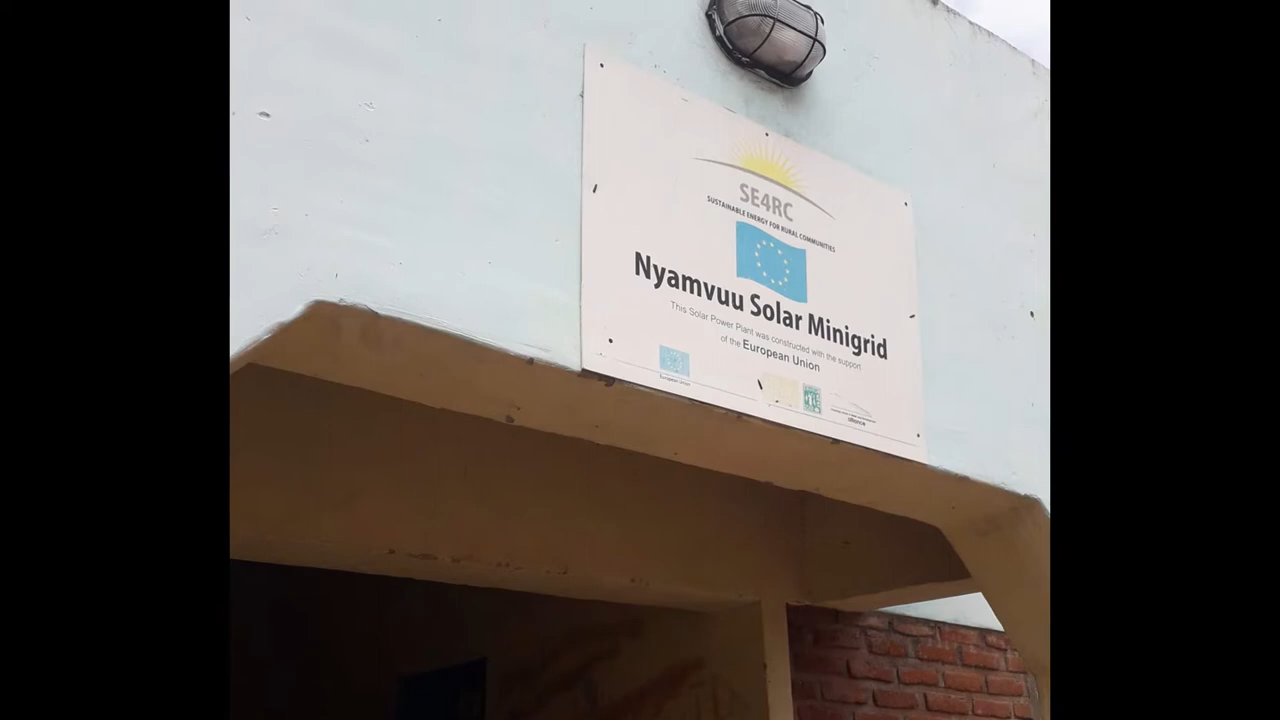 SE4RC
SUSTAINABLE ENERGY FOR RURAL COMMUNITIES
Nyamvuu Solar Minigrid
This Solar Power Plant was constructed with the support
of the European Union
European Union